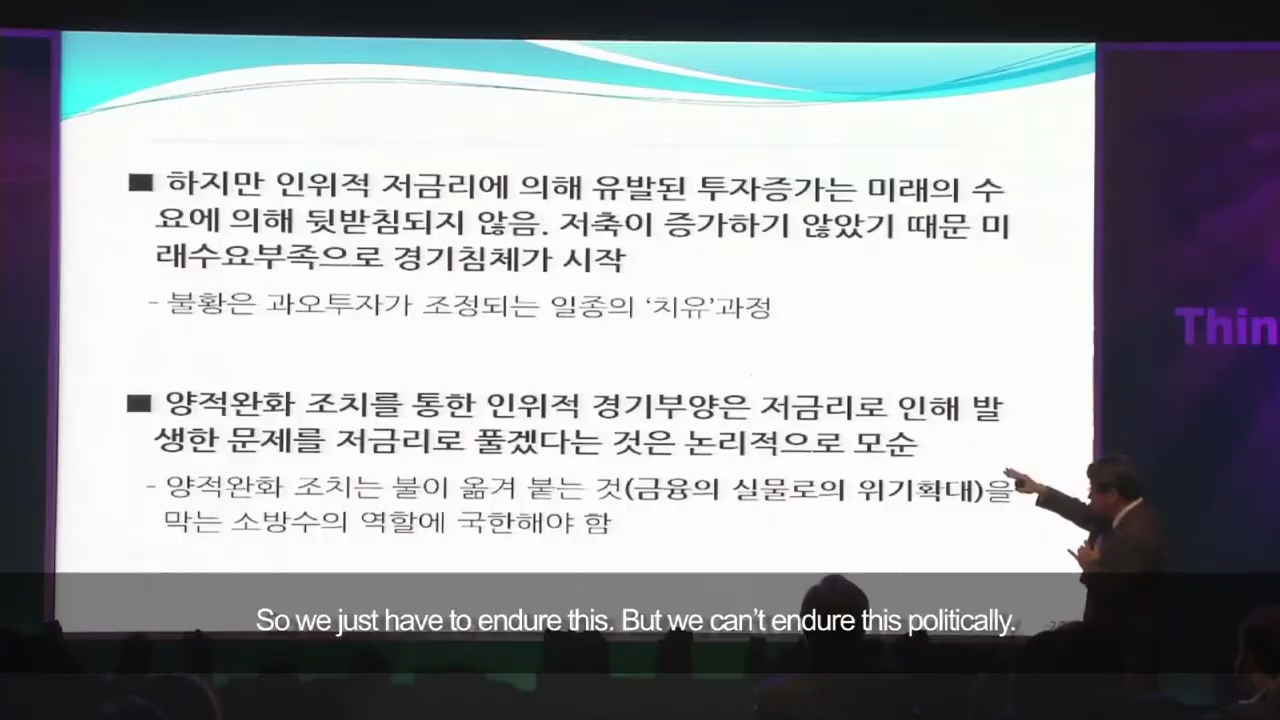 ■ 하지만 인위적 저금리에 의해 유발된 투자증가는 미래의 수
요에 의해 뒷받침되지 않음. 저축이 증가하기 않았기 때문 미
래수요부족으로 경기침체가 시작
- 불황은 과오투자가 조정되는 일종의 ‘치유’과정
■ 양적완화 조치를 통한 인위적 경기부양은 저금리로 인해 발
생한 문제를 저금리로 풀겠다는 것은 논리적으로 모순
- 양적완화 조치는 불이 옮겨 붙는 것(금융의 실물로의 위기확대)을
막는 소방수의 역할에 국한해야 함
Thin
So we just have to endure this. But we can’t endure this politically.